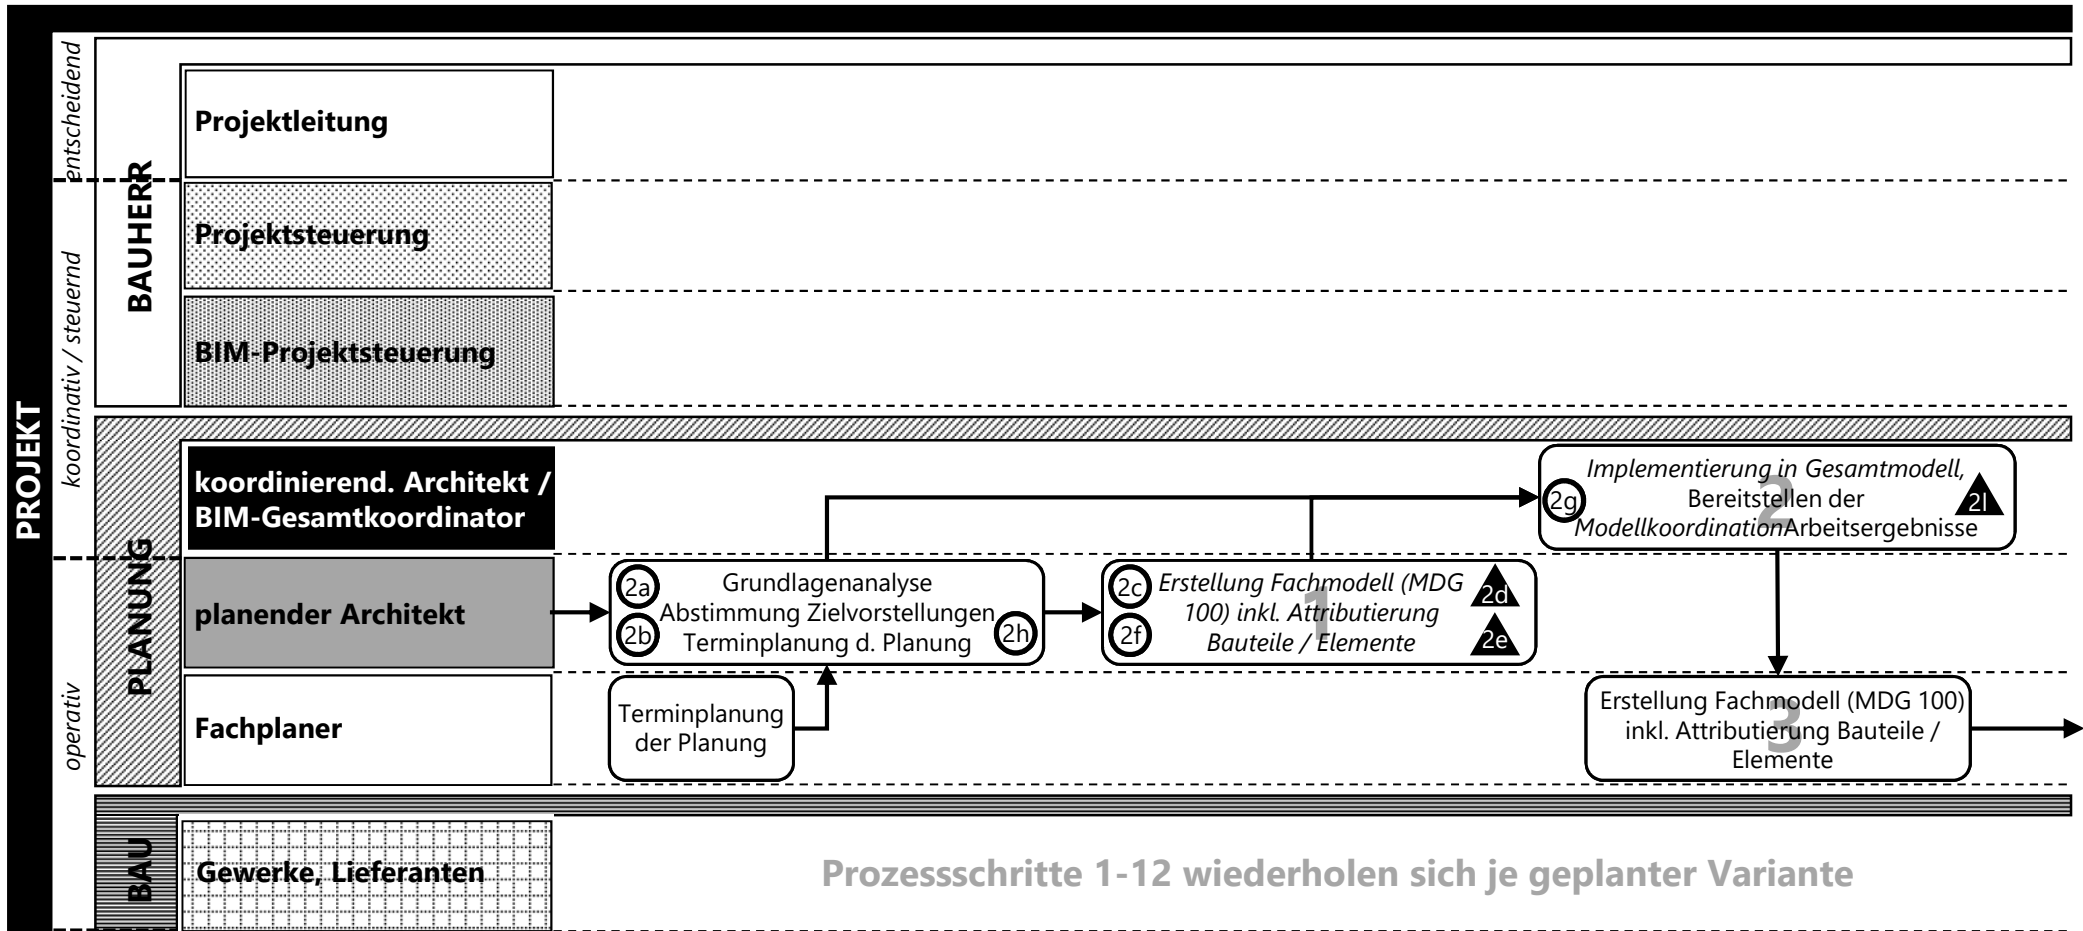 PROJEKT
entscheidend
koordinativ / steuernd
operativ
BAUHERR
Projektleitung
Projektsteuerung
BIM-Projektsteuerung
PLANUNG
koordinierend. Architekt /
BIM-Gesamtkoordinator
2g
Implementierung in Gesamtmodell,
Bereitstellen der
ModellkoordinationArbeitsergebnisse
2
2l
planender Architekt
2a
2b
Grundlagenanalyse
Abstimmung Zielvorstellungen
Terminplanung d. Planung
2h
2c
2f
Erstellung Fachmodell (MDG
100) inkl. Attributierung
Bauteile / Elemente
1
2d
2e
Fachplaner
Terminplanung
der Planung
Erstellung Fachmodell (MDG 100)
inkl. Attributierung Bauteile /
Elemente
3
BAU
Gewerke, Lieferanten
Prozessschritte 1-12 wiederholen sich je geplanter Variante